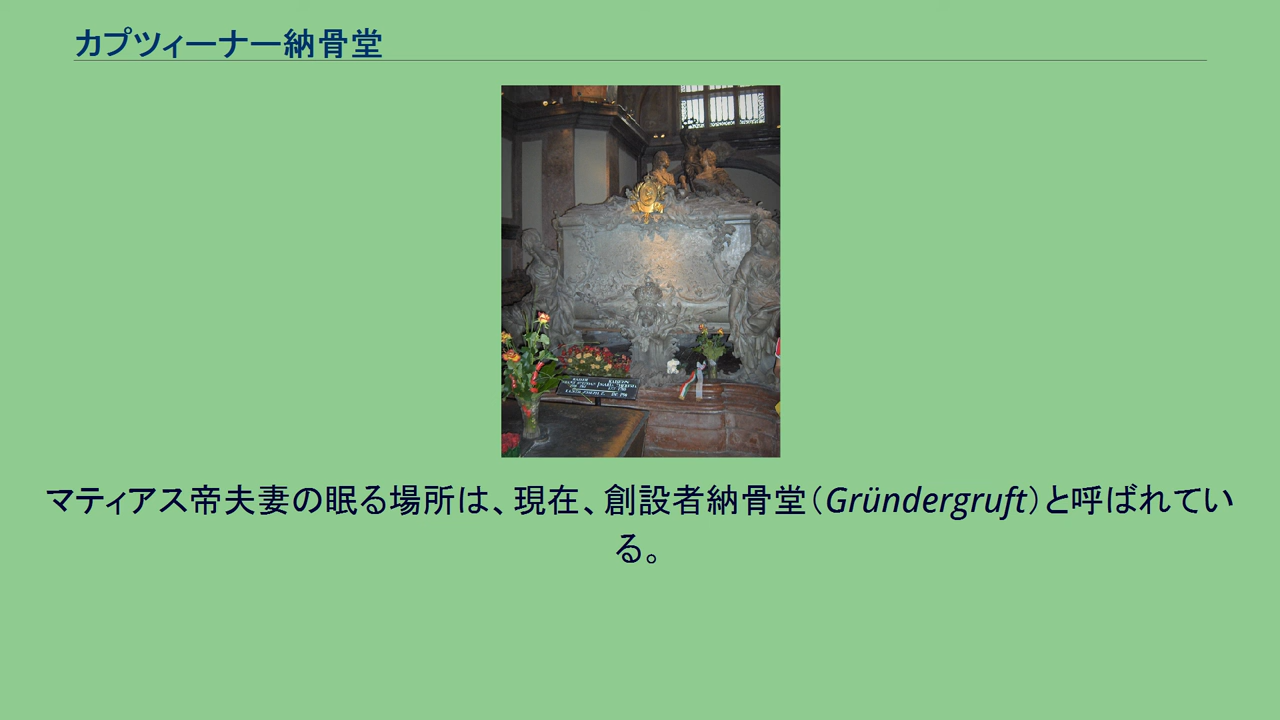 カプツィーナー納骨堂
マティアス帝夫妻の眠る場所は、現在、創設者納骨堂（Gründergruft）と呼ばれてい
る。